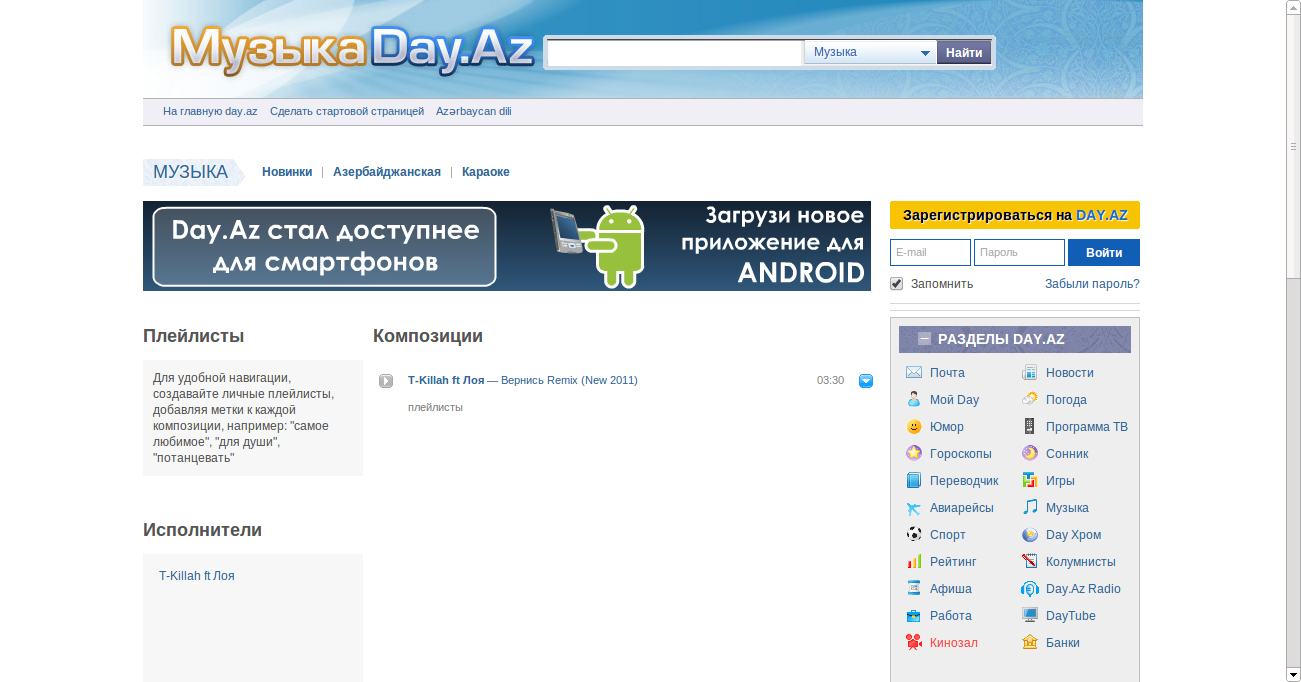 МузыкаDay.Az
Музыка
Найти
На главную day.az Сделать стартовой страницей Azərbaycan dili
МУЗЫКА
Новинки | Азербайджанская | Караоке
Day.Az стал доступнее
для смартфонов
Загрузи новое
приложение для
ANDROID
Зарегистрироваться на DAY.AZ
E-mail Пароль Войти
Запомнить Забыли пароль?
Плейлисты
Для удобной навигации,
создавайте личные плейлисты,
добавляя метки к каждой
композиции, например: "самое
любимое", "для души",
"потанцевать"
Исполнители
T-Killah ft Лоя
Композиции
T-Killah ft Лоя — Вернись Remix (New 2011) 03:30
плейлисты
РАЗДЕЛЫ DAY.AZ
Почта Новости
Мой Day Погода
Юмор Программа ТВ
Гороскопы Сонник
Переводчик Игры
Авиарейсы Музыка
Спорт Day Хром
Рейтинг Колумнисты
Афиша Day.Az Radio
Работа DayTube
Кинозал Банки